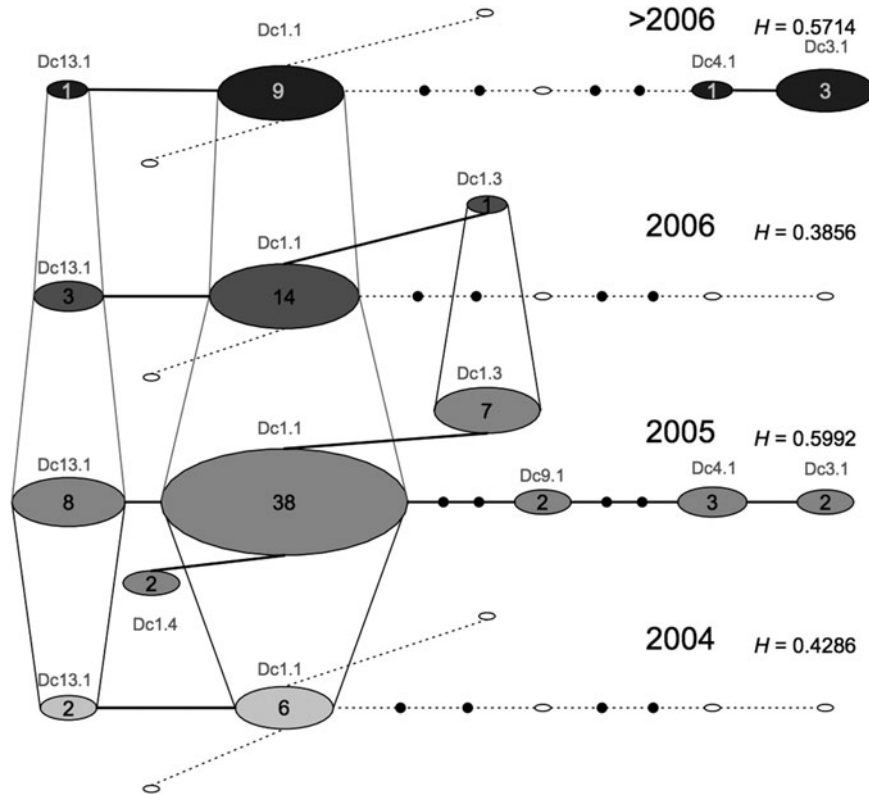 >2006 H = 0.5714
Dc13.1 Dc1.1 Dc4.1 Dc3.1
1 9 1 3
Dc1.3
1
2006 H = 0.3856
Dc13.1 Dc1.1
3 14
Dc1.3
7
2005 H = 0.5992
Dc13.1 Dc1.1 Dc9.1 Dc4.1 Dc3.1
8 38 2 3 2
2
Dc1.4
2004 H = 0.4286
Dc13.1 Dc1.1
2 6